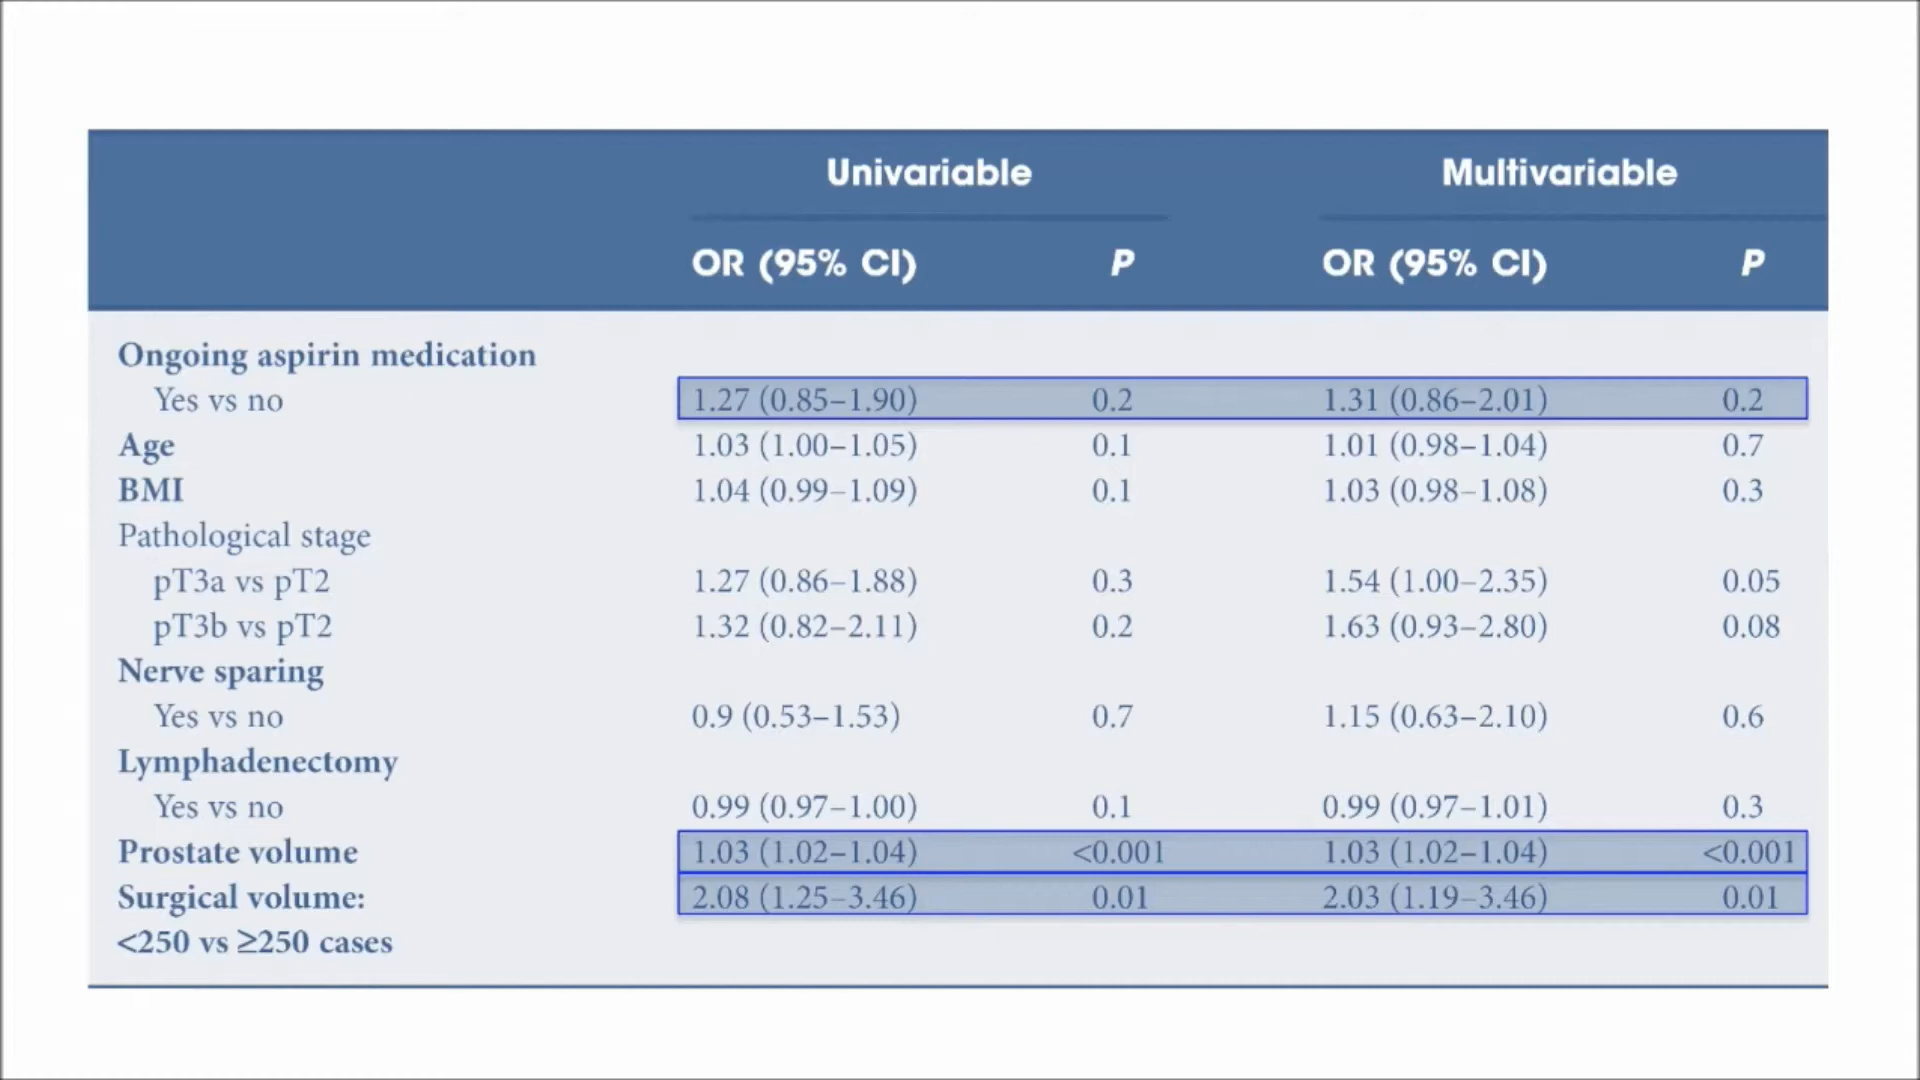 Univariable Multivariable
OR (95% CI) P OR (95% CI) P
Ongoing aspirin medication
Yes vs no 1.27 (0.85–1.90) 0.2 1.31 (0.86–2.01) 0.2
Age 1.03 (1.00–1.05) 0.1 1.01 (0.98–1.04) 0.7
BMI 1.04 (0.99–1.09) 0.1 1.03 (0.98–1.08) 0.3
Pathological stage
pT3a vs pT2 1.27 (0.86–1.88) 0.3 1.54 (1.00–2.35) 0.05
pT3b vs pT2 1.32 (0.82–2.11) 0.2 1.63 (0.93–2.80) 0.08
Nerve sparing
Yes vs no 0.9 (0.53–1.53) 0.7 1.15 (0.63–2.10) 0.6
Lymphadenectomy
Yes vs no 0.99 (0.97–1.00) 0.1 0.99 (0.97–1.01) 0.3
Prostate volume 1.03 (1.02–1.04) <0.001 1.03 (1.02–1.04) <0.001
Surgical volume: 2.08 (1.25–3.46) 0.01 2.03 (1.19–3.46) 0.01
<250 vs ≥250 cases